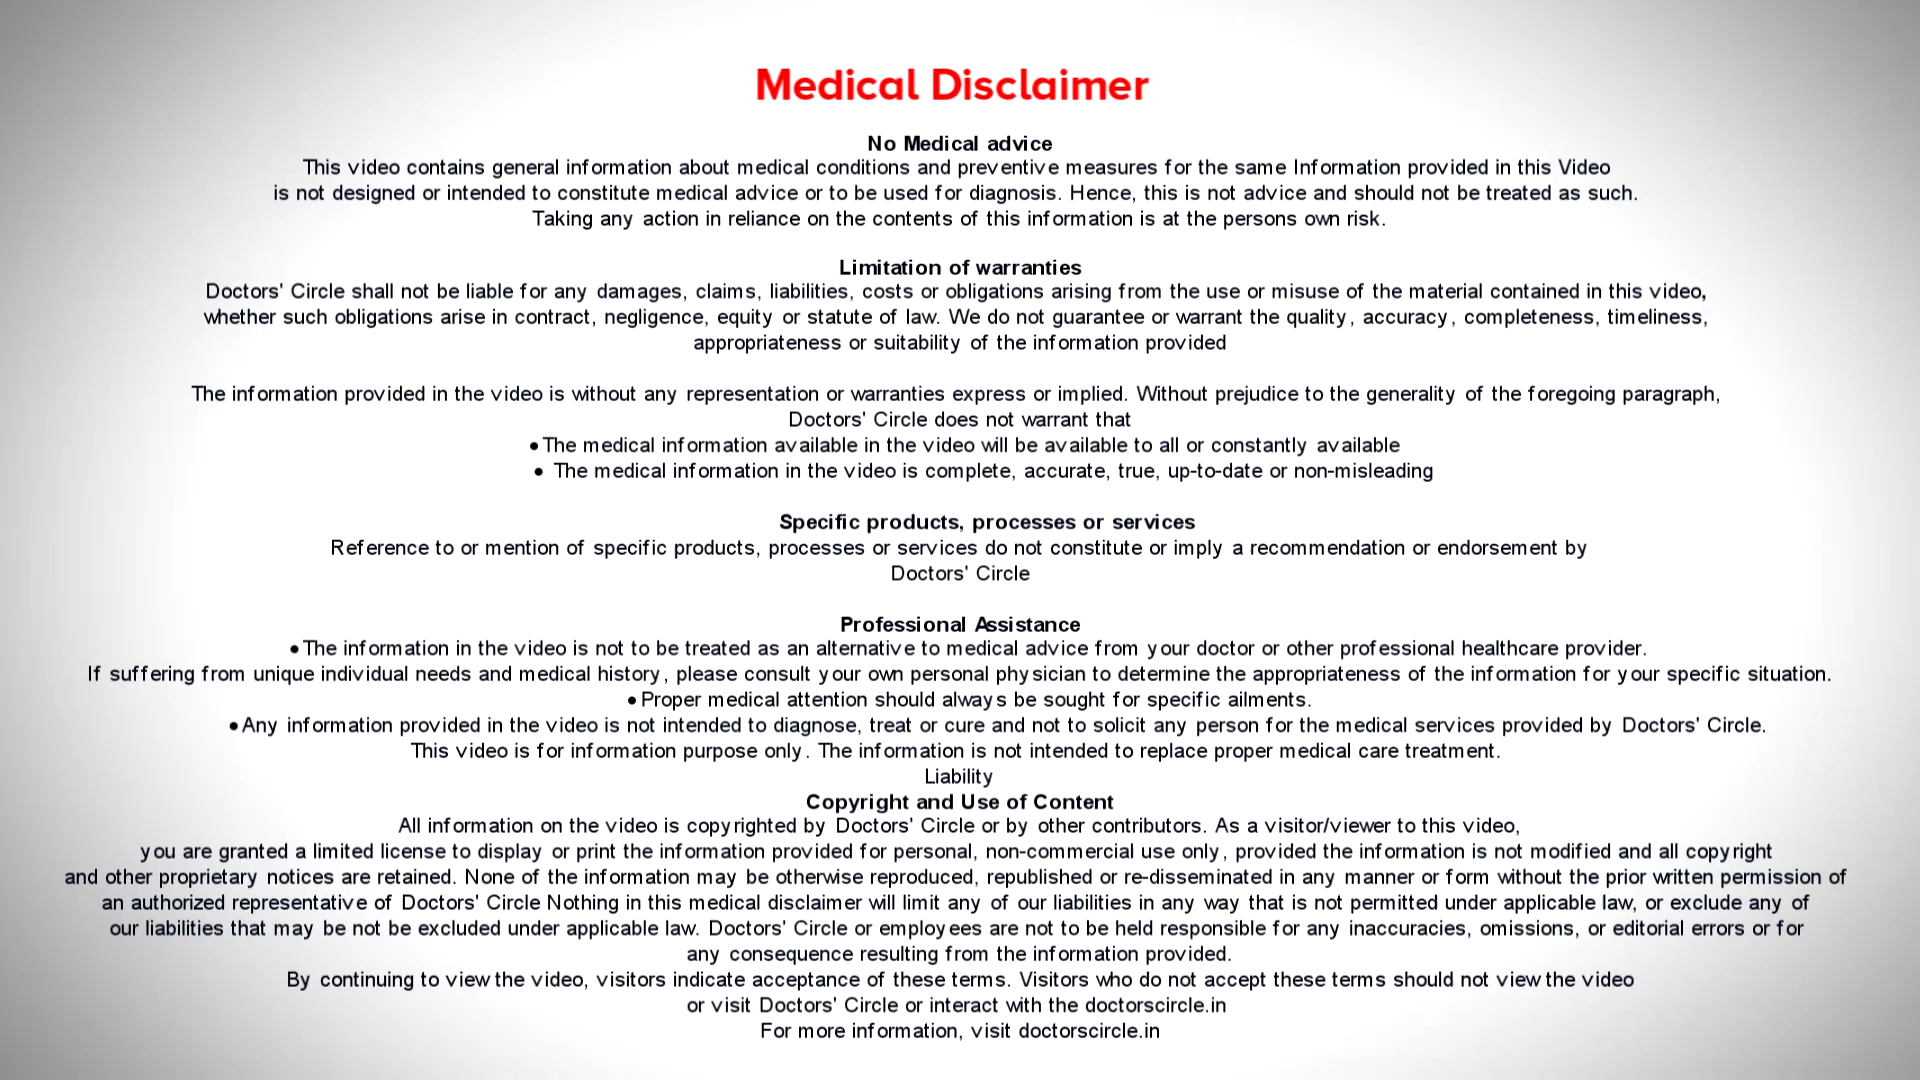 Medical Disclaimer
No Medical advice
This video contains general information about medical conditions and preventive measures for the same Information provided in this Video
is not designed or intended to constitute medical advice or to be used for diagnosis. Hence, this is not advice and should not be treated as such.
Taking any action in reliance on the contents of this information is at the persons own risk.
Limitation of warranties
Doctors' Circle shall not be liable for any damages, claims, liabilities, costs or obligations arising from the use or misuse of the material contained in this video,
whether such obligations arise in contract, negligence, equity or statute of law. We do not guarantee or warrant the quality, accuracy, completeness, timeliness,
appropriateness or suitability of the information provided
The information provided in the video is without any representation or warranties express or implied. Without prejudice to the generality of the foregoing paragraph,
Doctors' Circle does not warrant that
• The medical information available in the video will be available to all or constantly available
• The medical information in the video is complete, accurate, true, up-to-date or non-misleading
Specific products, processes or services
Reference to or mention of specific products, processes or services do not constitute or imply a recommendation or endorsement by
Doctors' Circle
Professional Assistance
• The information in the video is not to be treated as an alternative to medical advice from your doctor or other professional healthcare provider.
If suffering from unique individual needs and medical history, please consult your own personal physician to determine the appropriateness of the information for your specific situation.
• Proper medical attention should always be sought for specific ailments.
• Any information provided in the video is not intended to diagnose, treat or cure and not to solicit any person for the medical services provided by Doctors' Circle.
This video is for information purpose only. The information is not intended to replace proper medical care treatment.
Liability
Copyright and Use of Content
All information on the video is copyrighted by Doctors' Circle or by other contributors. As a visitor/viewer to this video,
you are granted a limited license to display or print the information provided for personal, non-commercial use only, provided the information is not modified and all copyright
and other proprietary notices are retained. None of the information may be otherwise reproduced, republished or re-disseminated in any manner or form without the prior written permission of
an authorized representative of Doctors' Circle Nothing in this medical disclaimer will limit any of our liabilities in any way that is not permitted under applicable law, or exclude any of
our liabilities that may be not be excluded under applicable law. Doctors' Circle or employees are not to be held responsible for any inaccuracies, omissions, or editorial errors or for
any consequence resulting from the information provided.
By continuing to view the video, visitors indicate acceptance of these terms. Visitors who do not accept these terms should not view the video
or visit Doctors' Circle or interact with the doctorscircle.in
For more information, visit doctorscircle.in